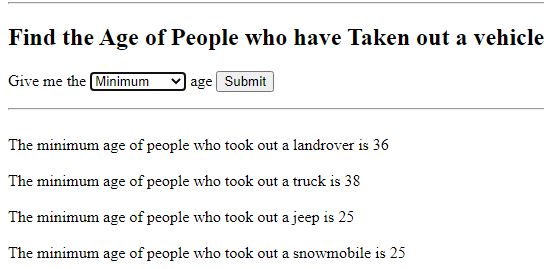 Find the Age of People who have Taken out a vehicle
Give me the Minimum age Submit
The minimum age of people who took out a landrover is 36
The minimum age of people who took out a truck is 38
The minimum age of people who took out a jeep is 25
The minimum age of people who took out a snowmobile is 25